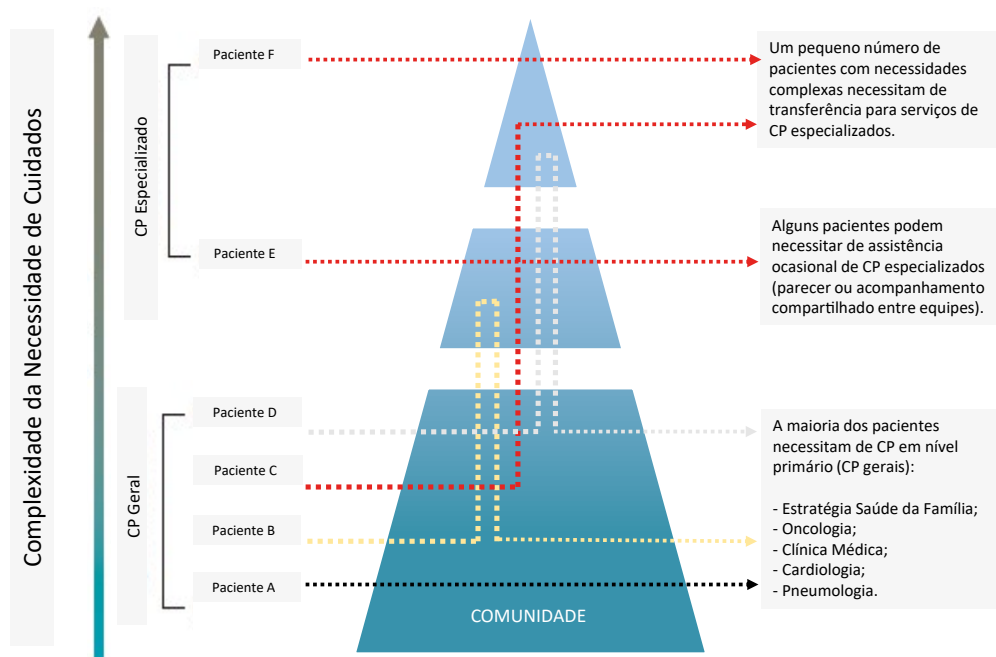 Complexidade da Necessidade de Cuidados
CP Especializado
CP Geral
Paciente F
Paciente E
Paciente D
Paciente C
Paciente B
Paciente A
COMUNIDADE
Um pequeno número de
pacientes com necessidades
complexas necessitam de
transferência para serviços de
CP especializados.
Alguns pacientes podem
necessitar de assistência
ocasional de CP especializados
(parecer ou acompanhamento
compartilhado entre equipes).
A maioria dos pacientes
necessitam de CP em nível
primário (CP gerais):
- Estratégia Saúde da Família;
- Oncologia;
- Clínica Médica;
- Cardiologia;
- Pneumologia.